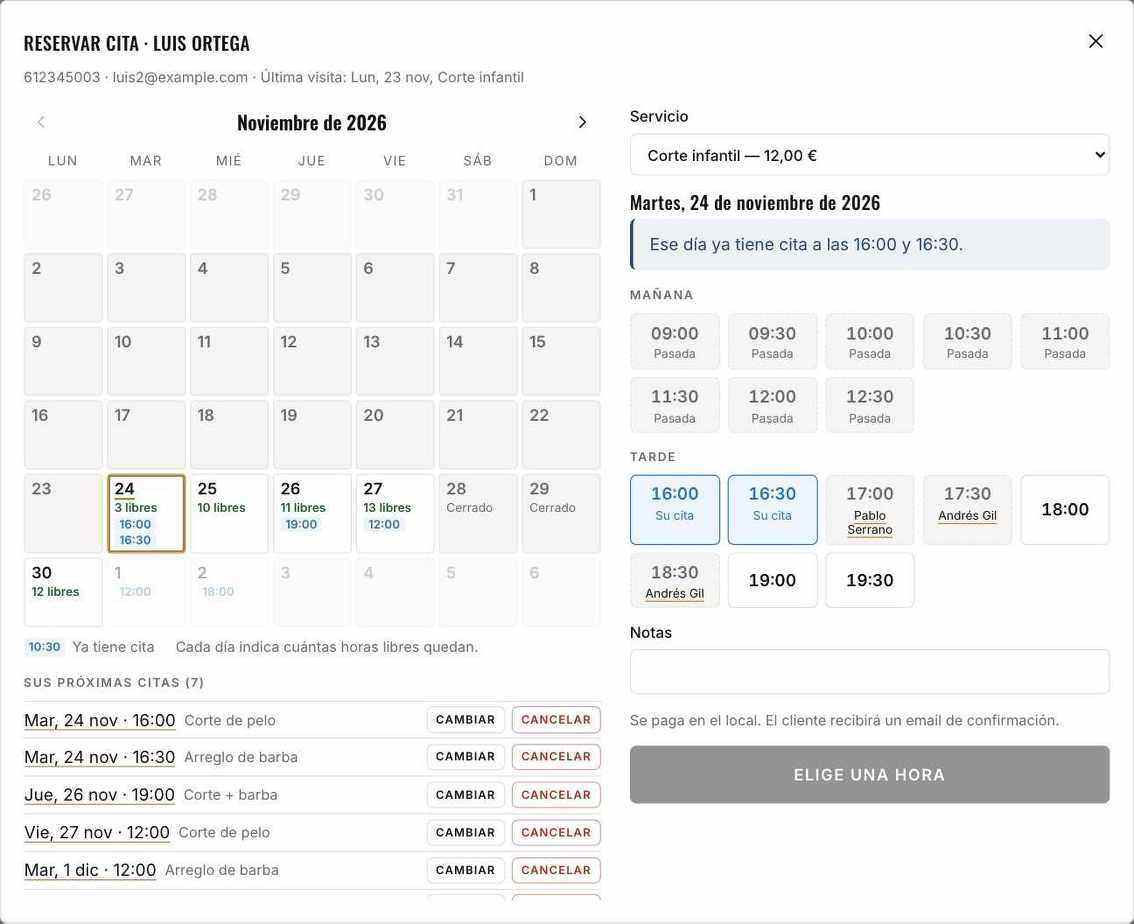 RESERVAR CITA · LUIS ORTEGA
612345003 · luis2@example.com · Última visita: Lun, 23 nov, Corte infantil
Noviembre de 2026
LUN MAR MIÉ JUE VIE SÁB DOM
26 27 28 29 30 31 1
2 3 4 5 6 7 8
9 10 11 12 13 14 15
16 17 18 19 20 21 22
23 24 25 26 27 28 29
3 libres 10 libres 11 libres 13 libres Cerrado Cerrado
16:00 19:00 12:00
16:30
30 1 2 3 4 5 6
12 libres 12:00 18:00
10:30 Ya tiene cita Cada día indica cuántas horas libres quedan.
SUS PRÓXIMAS CITAS (7)
Mar, 24 nov · 16:00 Corte de pelo CAMBIAR CANCELAR
Mar, 24 nov · 16:30 Arreglo de barba CAMBIAR CANCELAR
Jue, 26 nov · 19:00 Corte + barba CAMBIAR CANCELAR
Vie, 27 nov · 12:00 Corte de pelo CAMBIAR CANCELAR
Mar, 1 dic · 12:00 Arreglo de barba CAMBIAR CANCELAR
Servicio
Corte infantil — 12,00 €
Martes, 24 de noviembre de 2026
Ese día ya tiene cita a las 16:00 y 16:30.
MAÑANA
09:00 09:30 10:00 10:30 11:00
Pasada Pasada Pasada Pasada Pasada
11:30 12:00 12:30
Pasada Pasada Pasada
TARDE
16:00 16:30 17:00 17:30 18:00
Su cita Su cita Pablo Andrés Gil
Serrano
18:30 19:00 19:30
Andrés Gil
Notas
Se paga en el local. El cliente recibirá un email de confirmación.
ELIGE UNA HORA